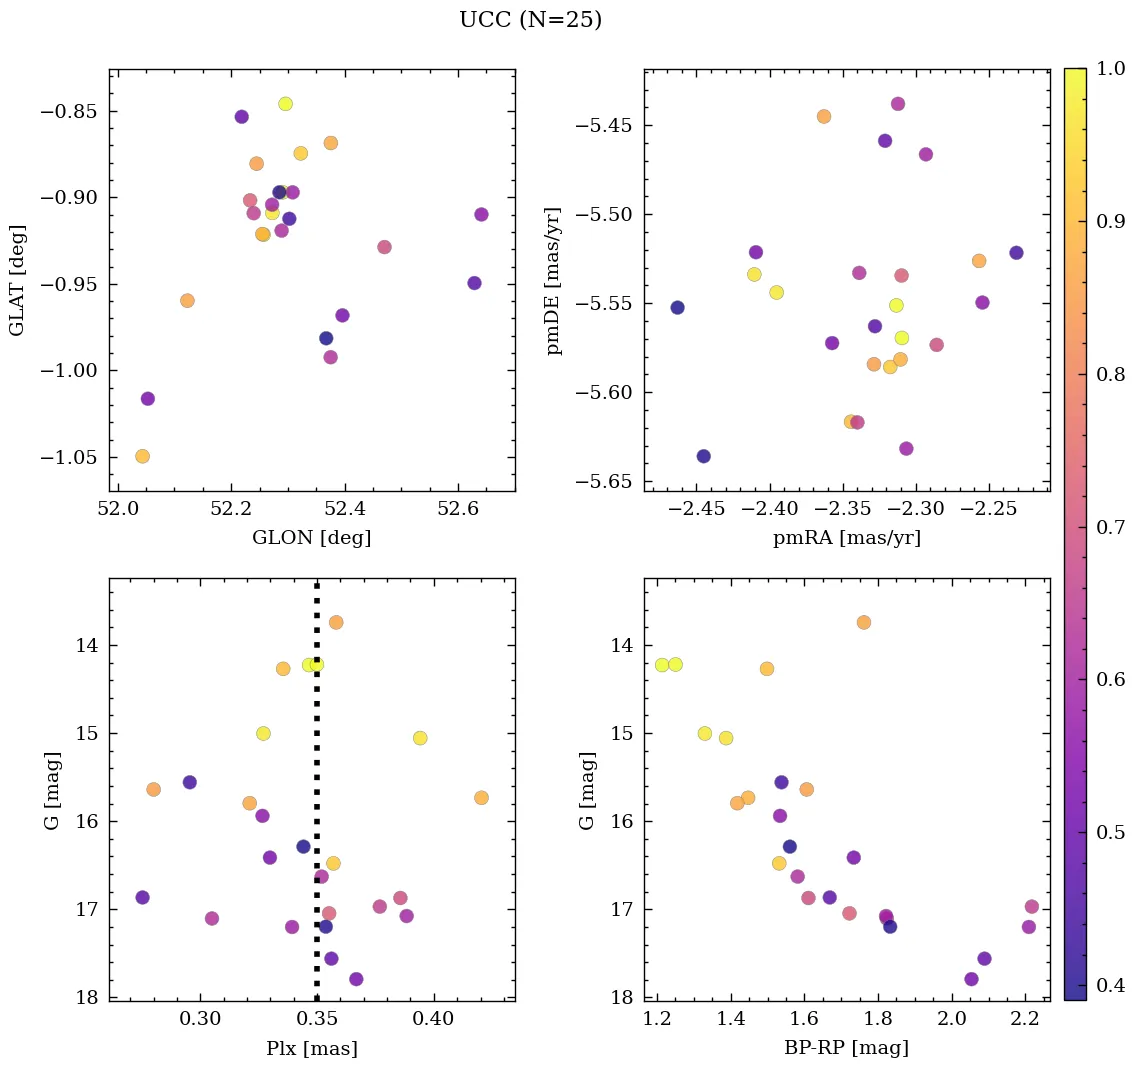 UCC (N=25)
−0.85
−0.90
−0.95
−1.00
−1.05
GLAT [deg]
52.0 52.2 52.4 52.6
GLON [deg]
−5.45
−5.50
−5.55
−5.60
−5.65
pmDE [mas/yr]
−2.45 −2.40 −2.35 −2.30 −2.25
pmRA [mas/yr]
14
15
16
17
18
G [mag]
0.30 0.35 0.40
Plx [mas]
14
15
16
17
18
G [mag]
1.2 1.4 1.6 1.8 2.0 2.2
BP-RP [mag]
1.0
0.9
0.8
0.7
0.6
0.5
0.4